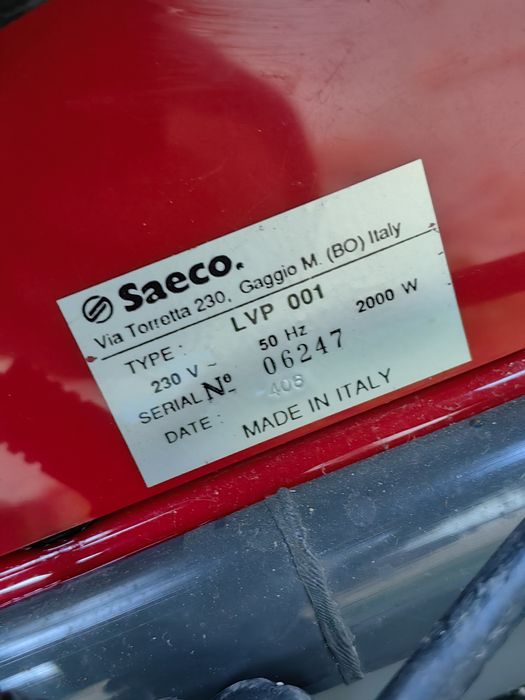 Saeco.
Via Torretta 230, Gaggio M. (BO) Italy
TYPE: LVP 001
230 V ~ 50 Hz 2000 W
SERIAL Nº 06247
DATE: 406
MADE IN ITALY